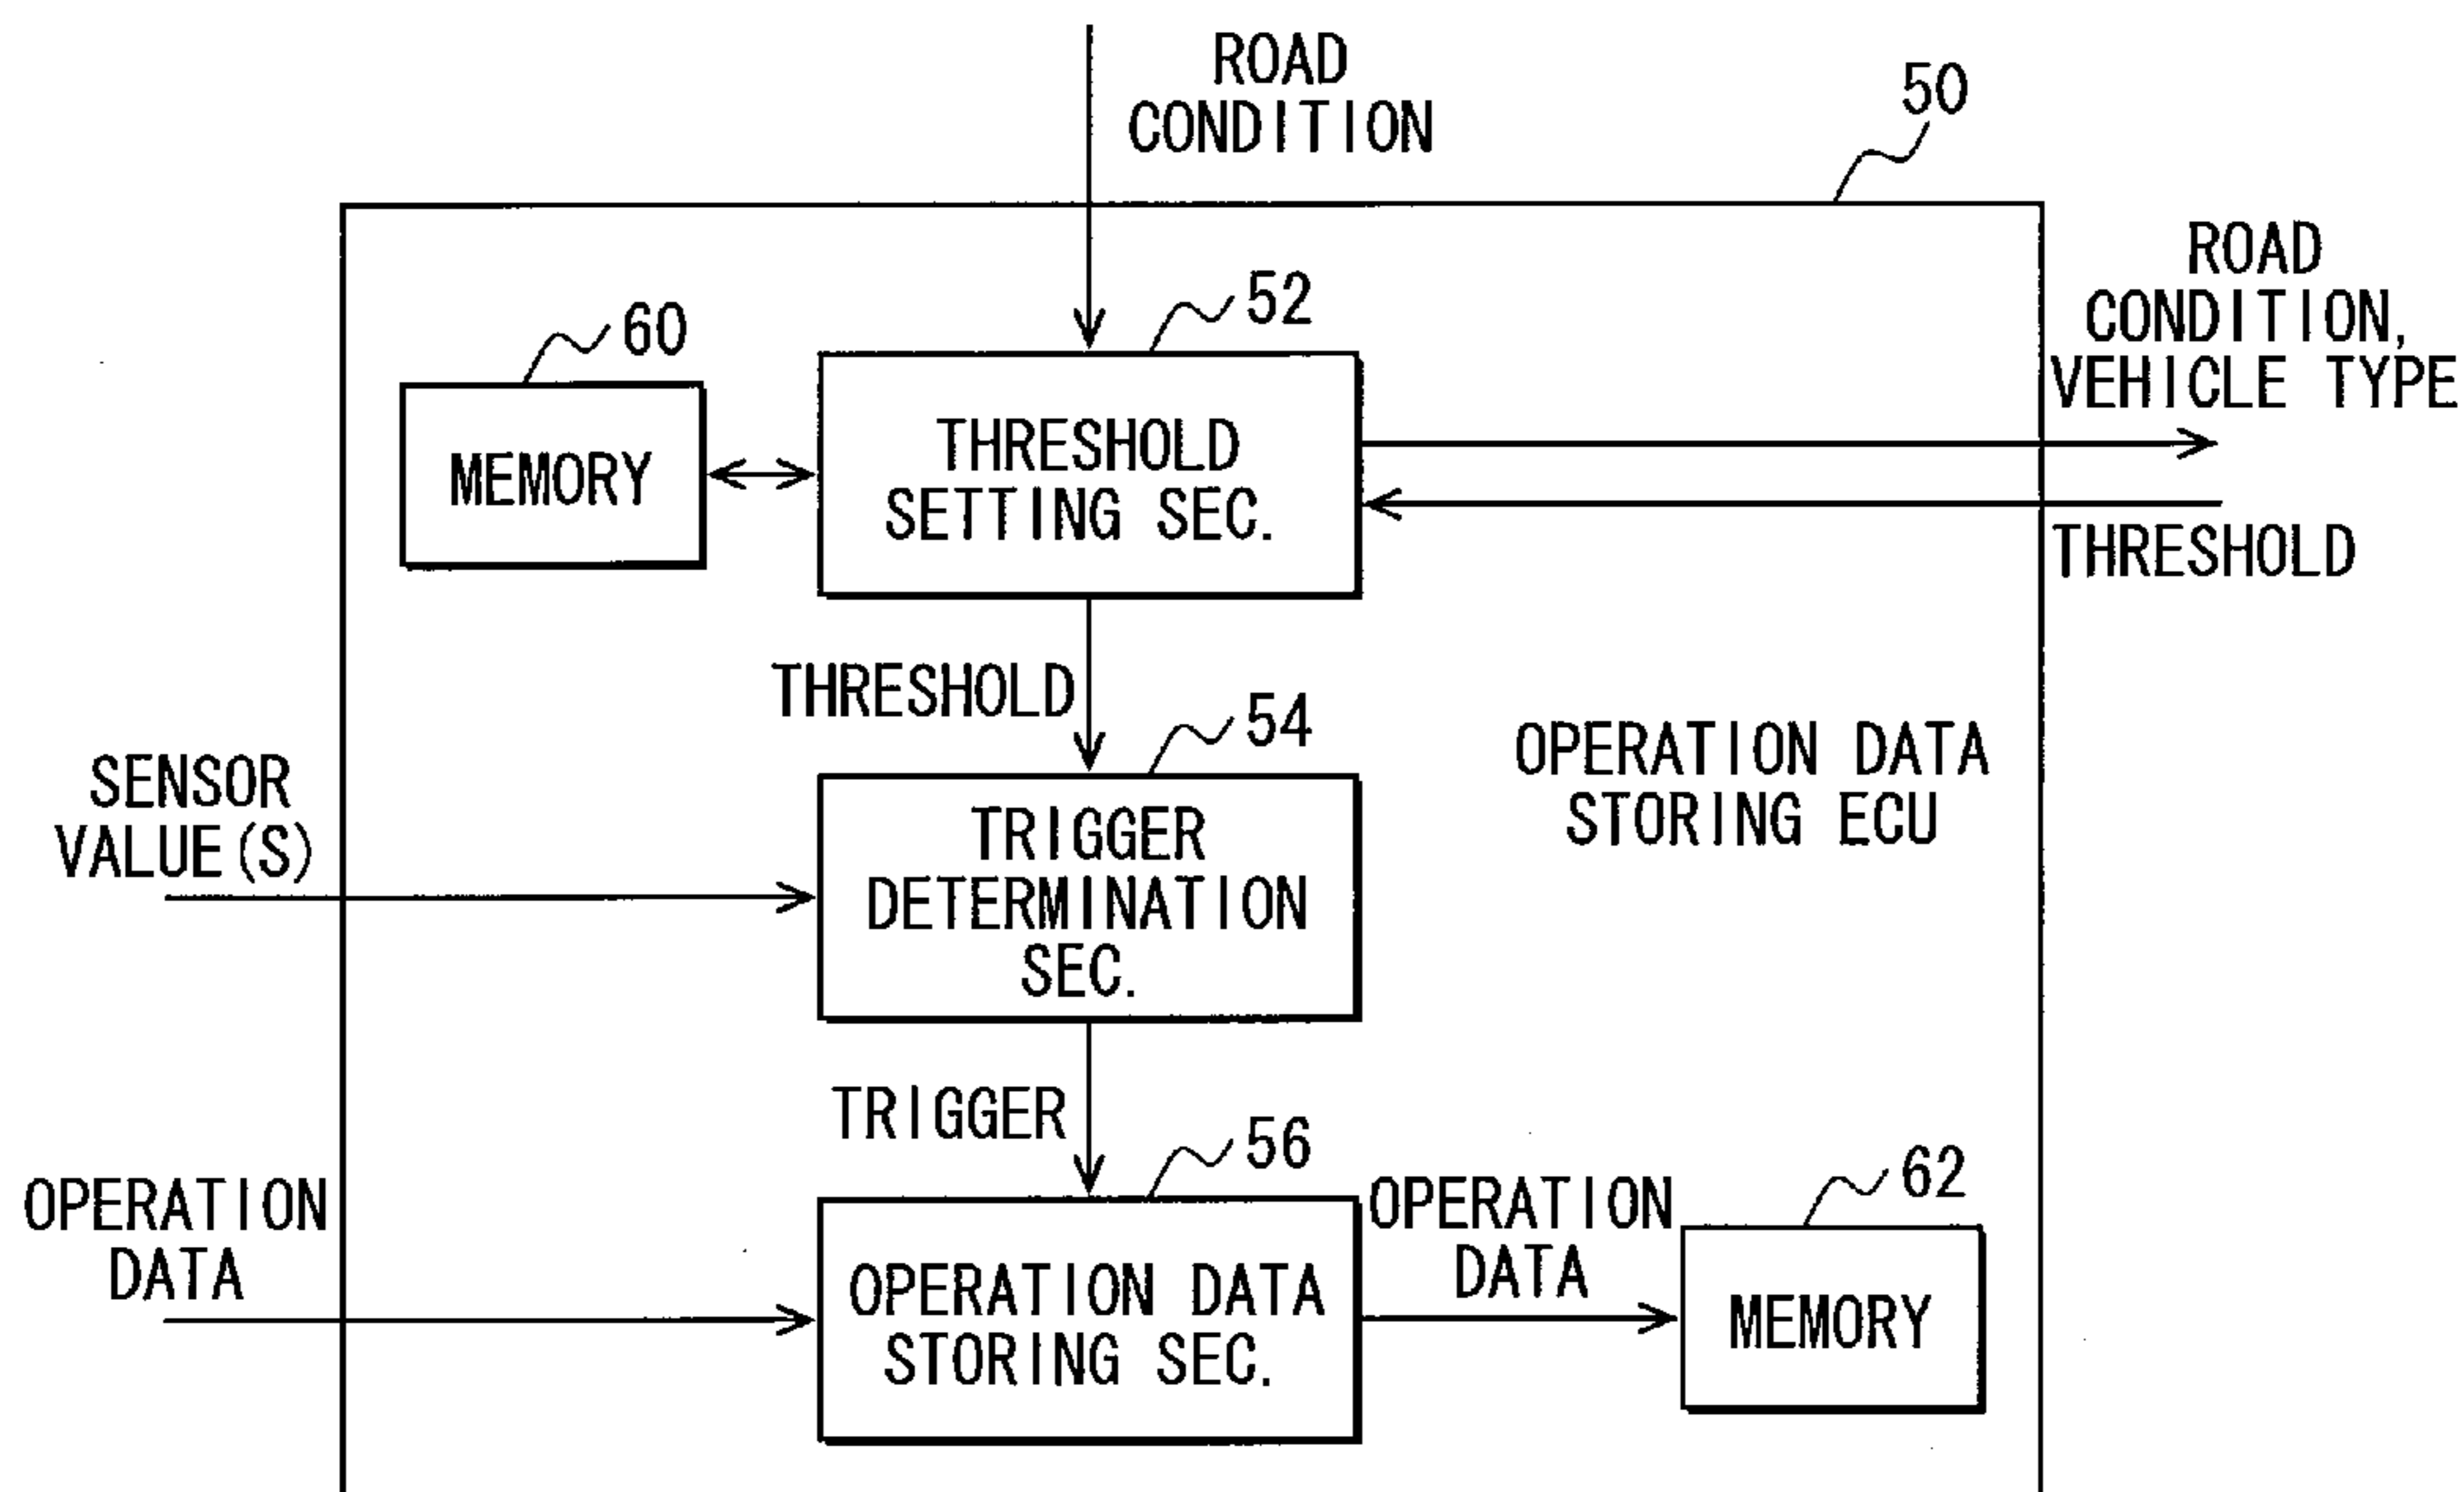 ROAD
CONDITION
50
ROAD
CONDITION,
VEHICLE TYPE
52
60
MEMORY
THRESHOLD
SETTING SEC.
THRESHOLD
THRESHOLD
54
SENSOR
VALUE(S)
TRIGGER
DETERMINATION
SEC.
OPERATION DATA
STORING ECU
TRIGGER
56
OPERATION
DATA
OPERATION DATA
STORING SEC.
OPERATION
DATA
62
MEMORY